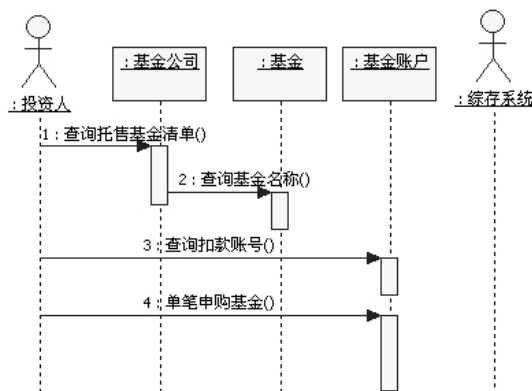 : 基金公司
: 基金
: 基金账户
: 投资人
: 综存系统
1 : 查询托售基金清单()
2 : 查询基金名称()
3 : 查询扣款账号()
4 : 单笔申购基金()